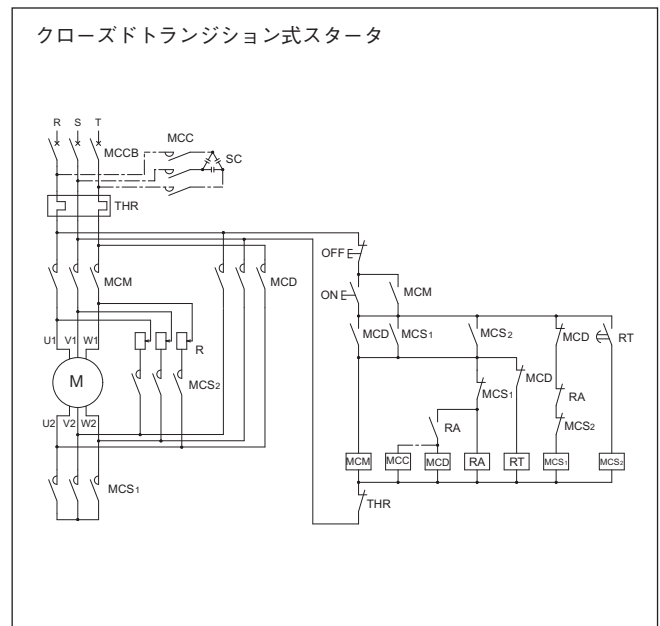 クローズドトランジション式スタータ
R S T
MCC
MCCB
SC
THR
OFF
MCM
MCD
ON
MCM
MCD
MCS1
MCS2
MCD
RT
U1 V1 W1
R
MCD
M
MCS2
MCS1
RA
U2 V2 W2
RA
MCS2
MCM
MCC
MCD
RA
RT
MCS1
MCS2
MCS1
THR